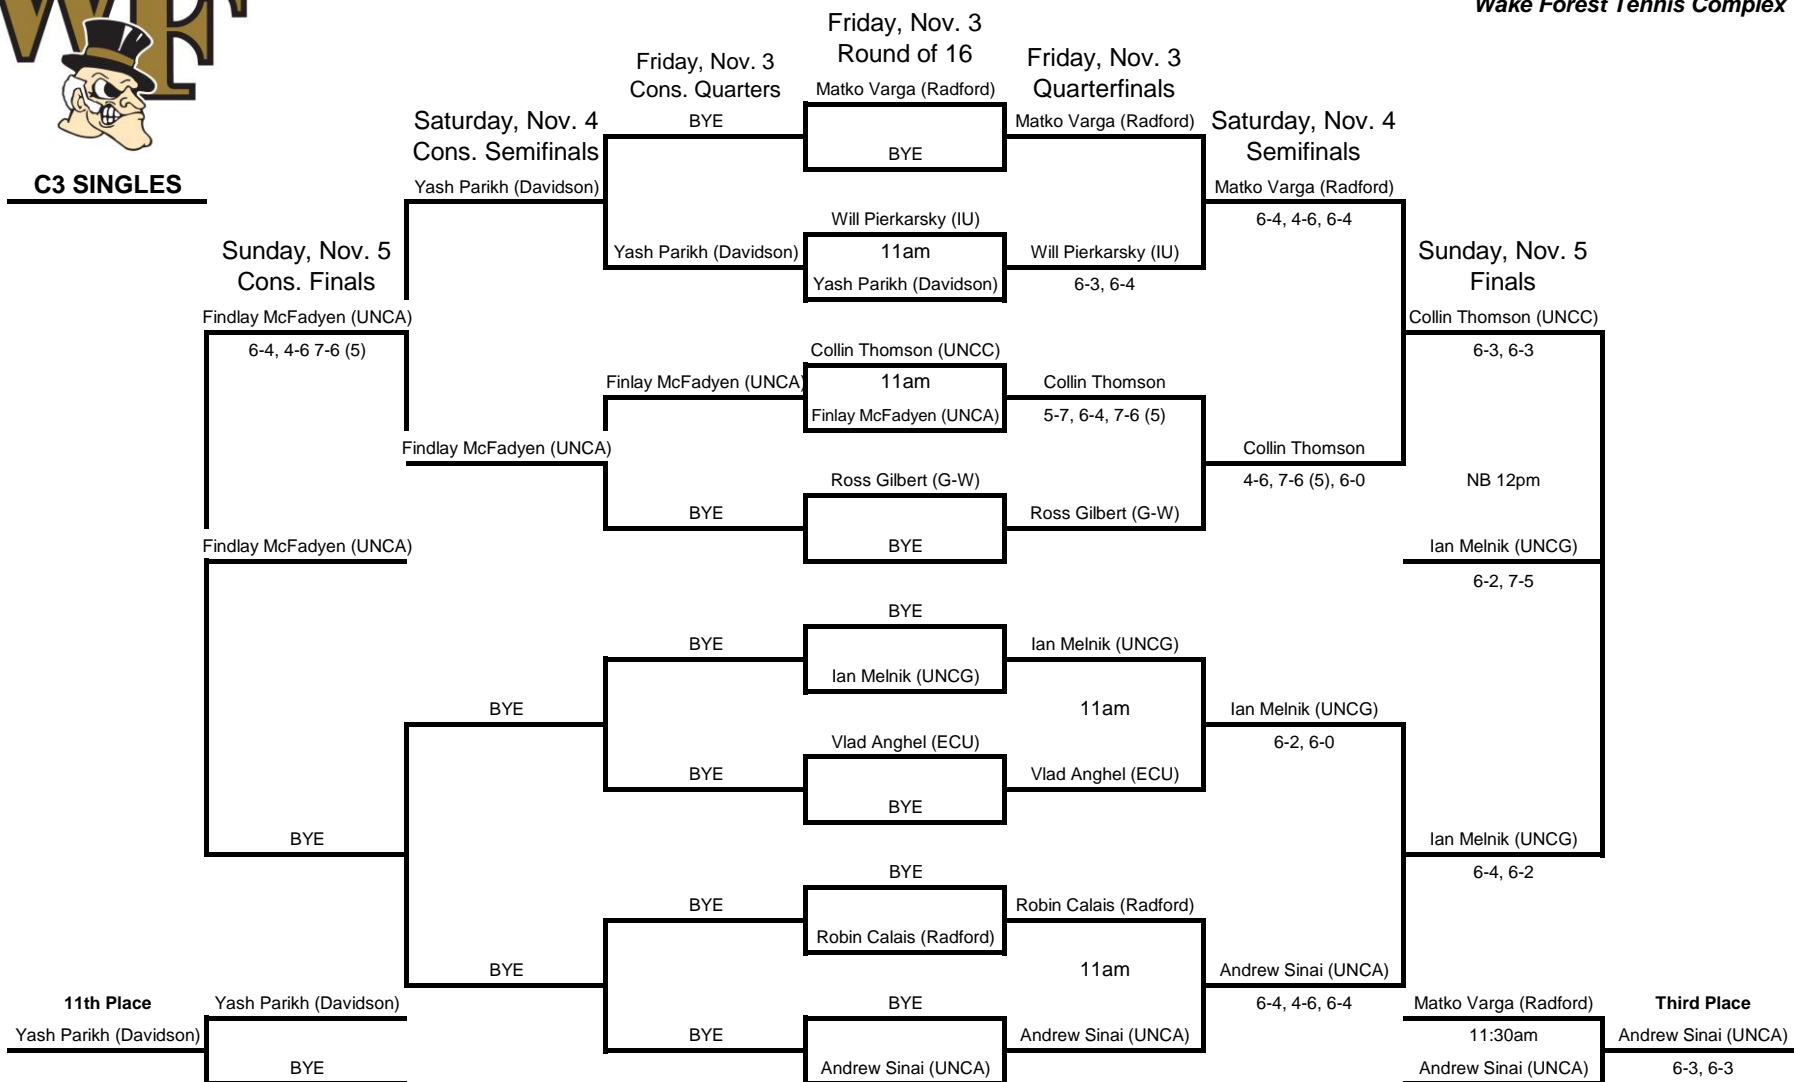 WF
Wake Forest Tennis Complex
C3 SINGLES
Sunday, Nov. 5
Cons. Finals
Findlay McFadyen (UNCA)
6-4, 4-6 7-6 (5)
Findlay McFadyen (UNCA)
BYE
11th Place
Yash Parikh (Davidson)
Yash Parikh (Davidson)
BYE
Saturday, Nov. 4
Cons. Semifinals
Yash Parikh (Davidson)
Findlay McFadyen (UNCA)
BYE
BYE
Friday, Nov. 3
Cons. Quarters
BYE
Yash Parikh (Davidson)
Finlay McFadyen (UNCA)
BYE
BYE
BYE
BYE
BYE
Friday, Nov. 3
Round of 16
Matko Varga (Radford)
BYE
Will Pierkarsky (IU)
11am
Yash Parikh (Davidson)
Collin Thomson (UNCC)
11am
Finlay McFadyen (UNCA)
Ross Gilbert (G-W)
BYE
BYE
Ian Melnik (UNCG)
Vlad Anghel (ECU)
BYE
BYE
Robin Calais (Radford)
BYE
Andrew Sinai (UNCA)
Friday, Nov. 3
Quarterfinals
Matko Varga (Radford)
Will Pierkarsky (IU)
6-3, 6-4
Collin Thomson
5-7, 6-4, 7-6 (5)
Ross Gilbert (G-W)
Ian Melnik (UNCG)
11am
Vlad Anghel (ECU)
Robin Calais (Radford)
11am
Andrew Sinai (UNCA)
Saturday, Nov. 4
Semifinals
Matko Varga (Radford)
6-4, 4-6, 6-4
Collin Thomson
4-6, 7-6 (5), 6-0
Ian Melnik (UNCG)
6-2, 6-0
Andrew Sinai (UNCA)
6-4, 4-6, 6-4
Sunday, Nov. 5
Finals
Collin Thomson (UNCC)
6-3, 6-3
NB 12pm
Ian Melnik (UNCG)
6-2, 7-5
Ian Melnik (UNCG)
6-4, 6-2
Matko Varga (Radford)
11:30am
Andrew Sinai (UNCA)
Third Place
Andrew Sinai (UNCA)
6-3, 6-3